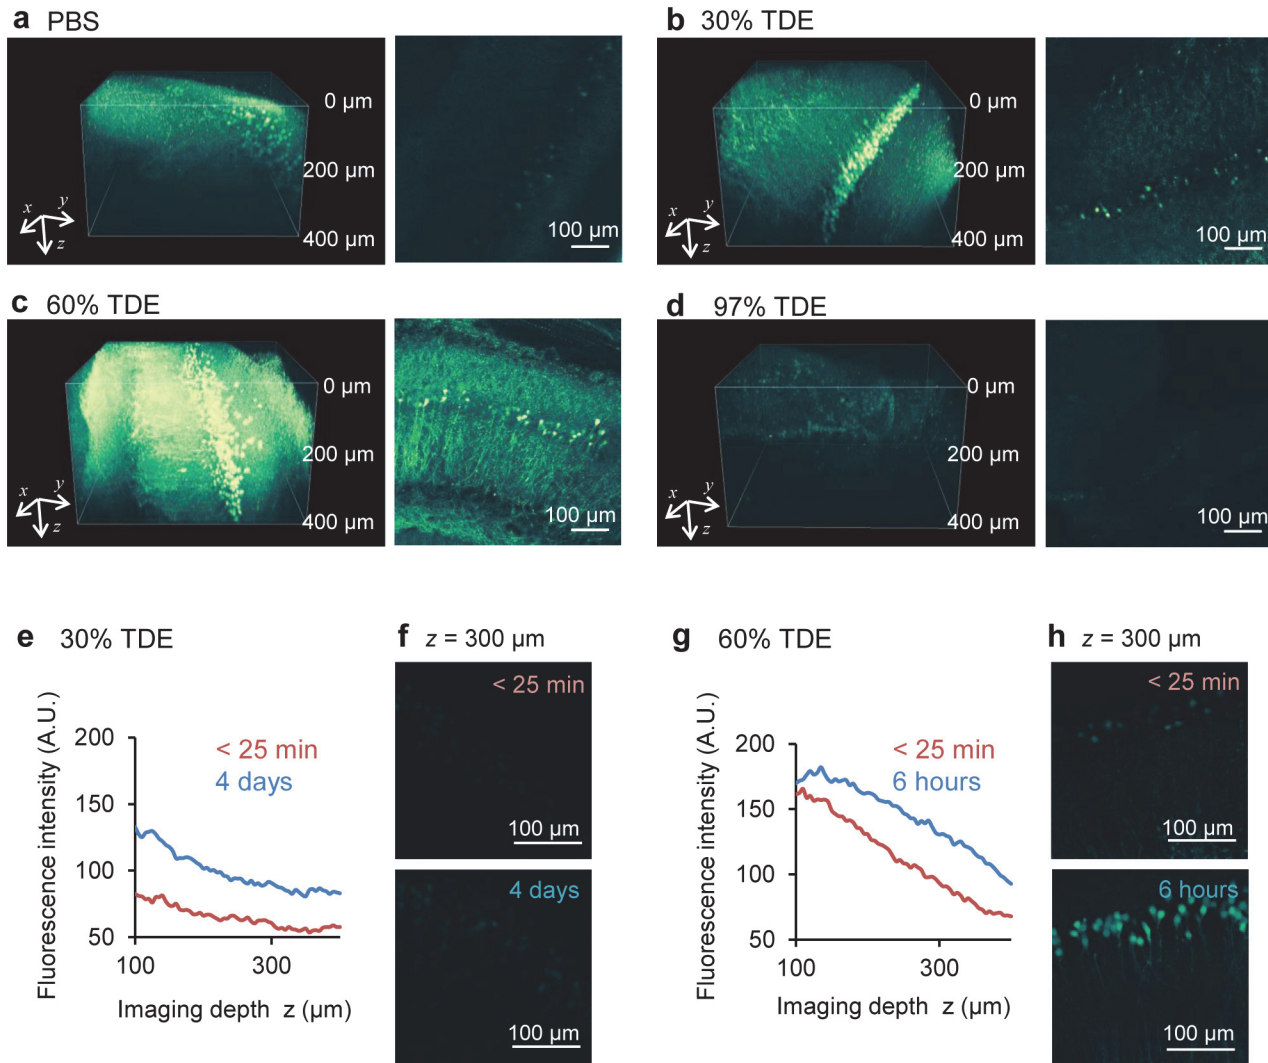 a PBS
0 µm
200 µm
400 µm
x
y
z
100 µm
b 30% TDE
0 µm
200 µm
400 µm
x
y
z
100 µm
c 60% TDE
0 µm
200 µm
400 µm
x
y
z
100 µm
d 97% TDE
0 µm
200 µm
400 µm
x
y
z
100 µm
e 30% TDE
Fluorescence intensity (A.U.)
200
150
100
50
< 25 min
4 days
100
300
Imaging depth z (µm)
f z = 300 µm
< 25 min
100 µm
4 days
100 µm
g 60% TDE
Fluorescence intensity (A.U.)
200
150
100
50
< 25 min
6 hours
100
300
Imaging depth z (µm)
h z = 300 µm
< 25 min
100 µm
6 hours
100 µm